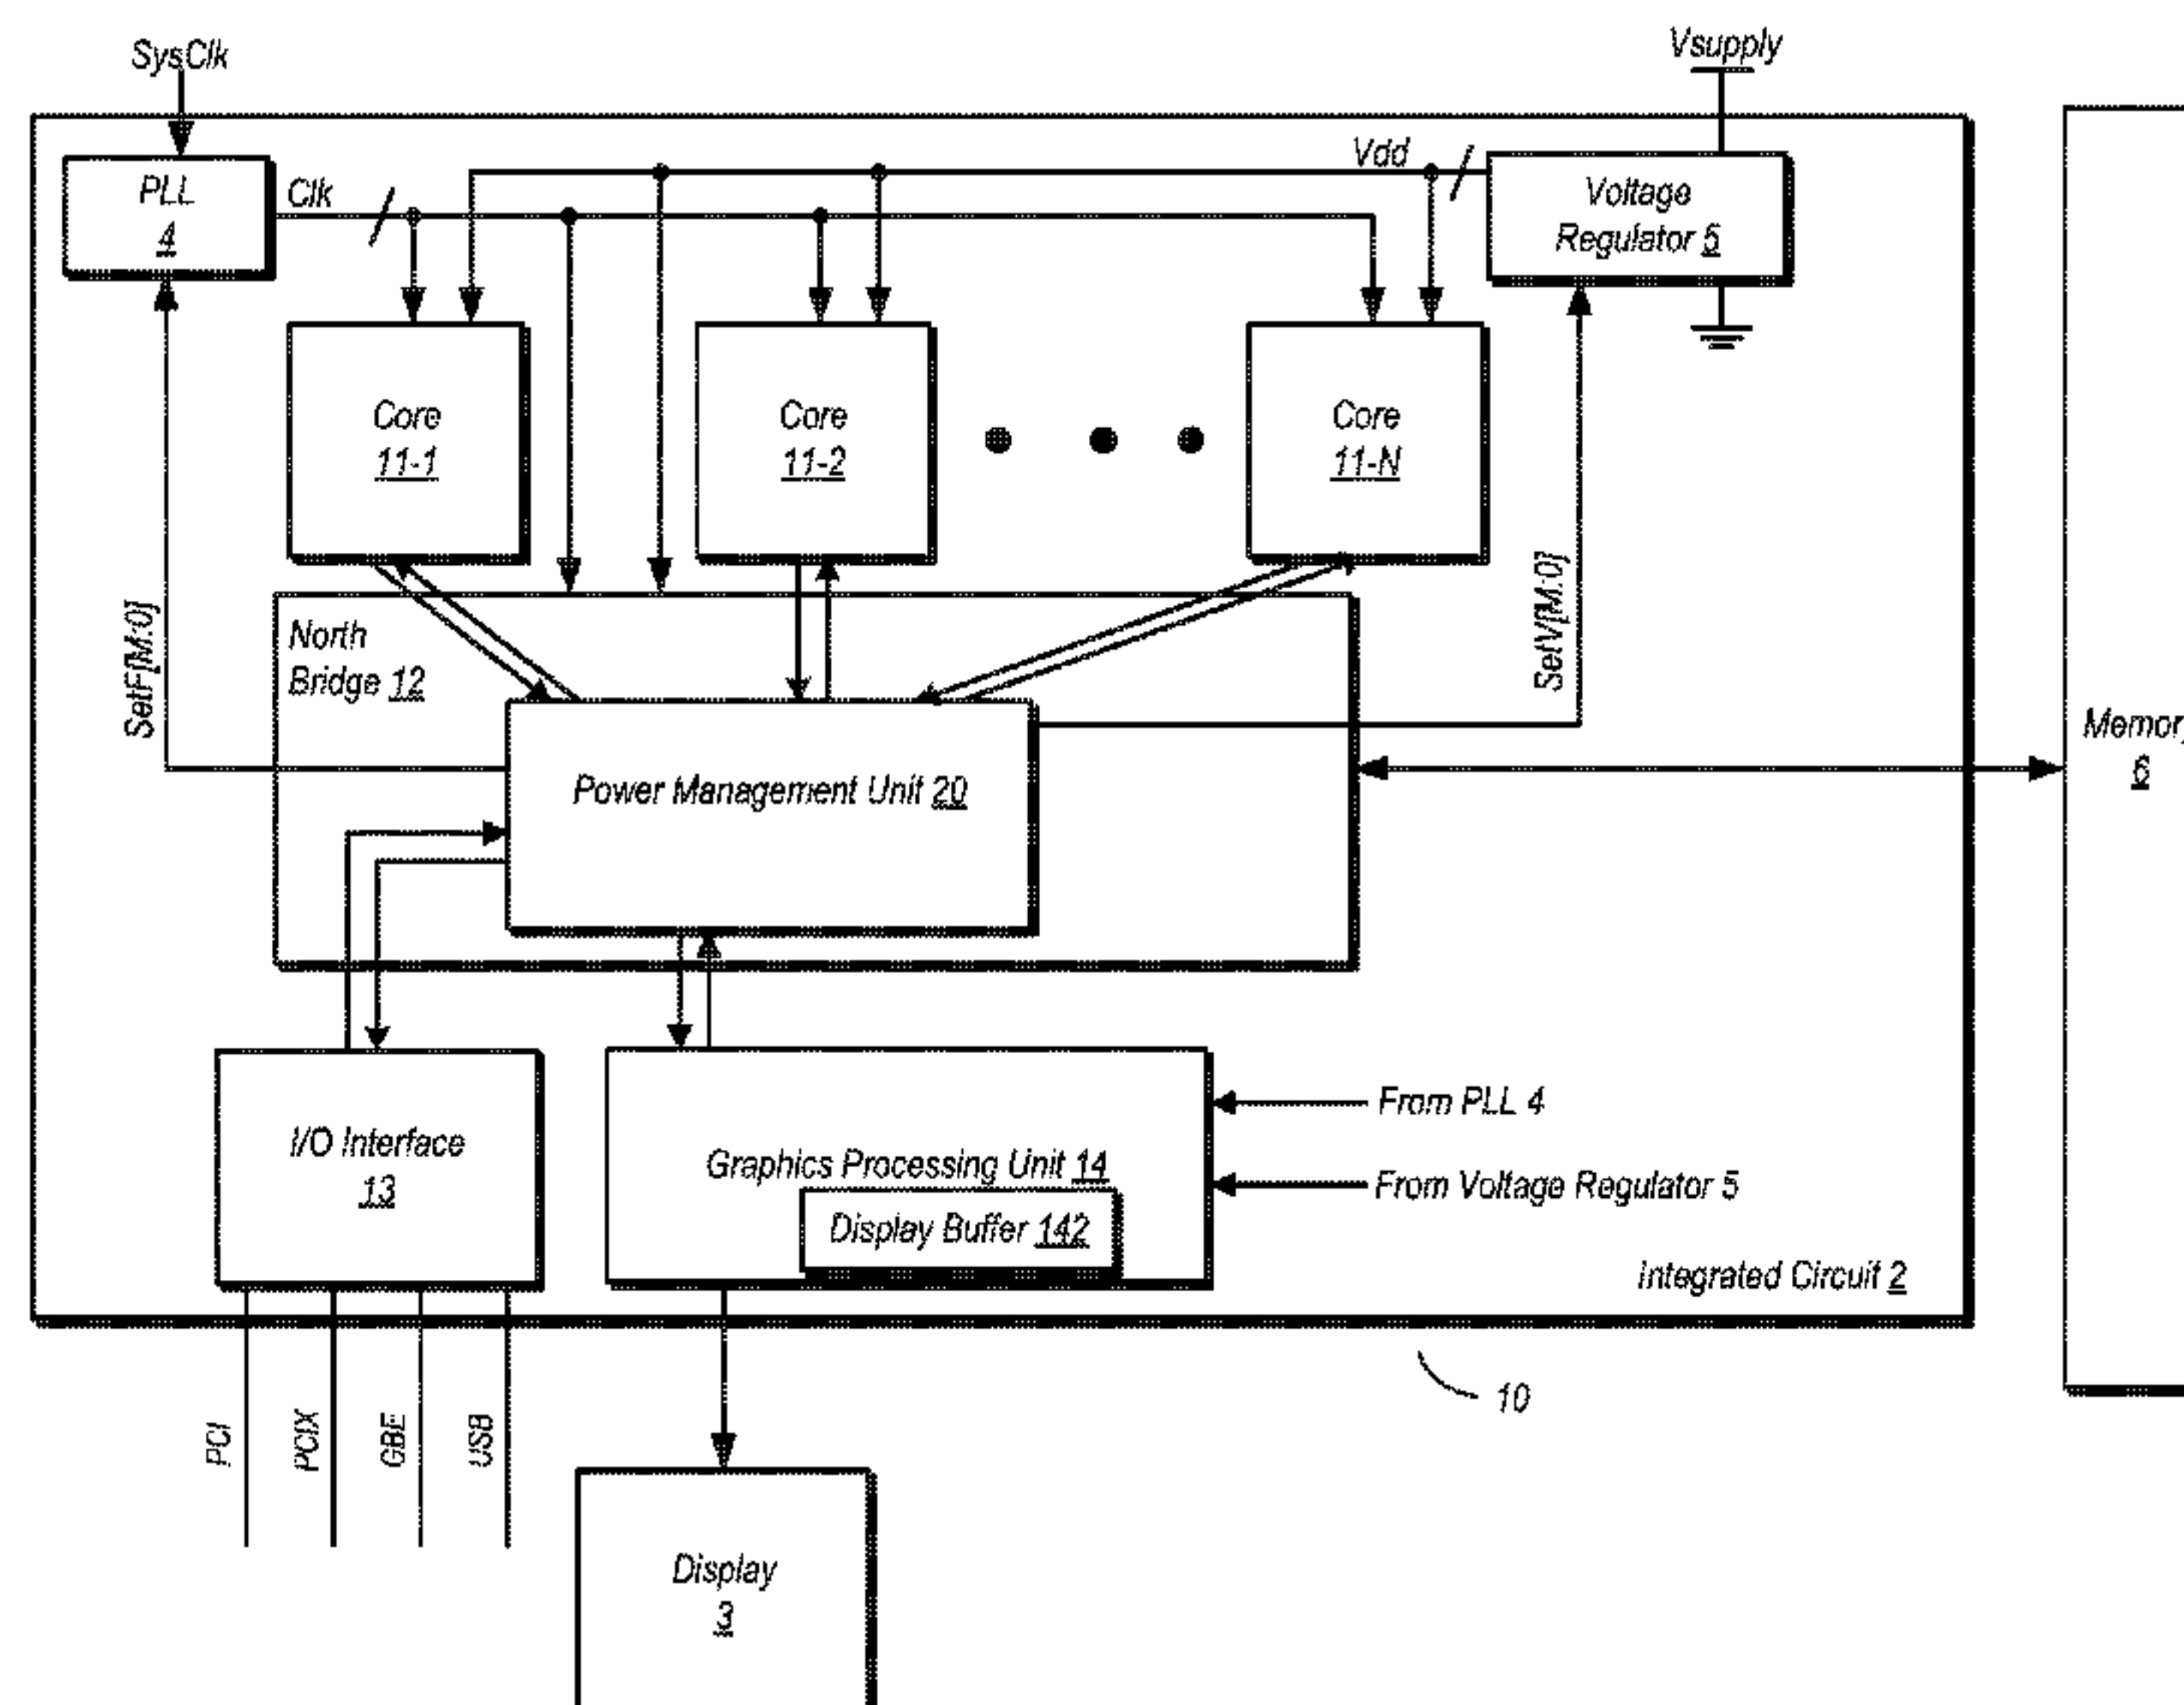 SysClk
Vsupply
PLL
4
Clk
Vdd
Voltage
Regulator 5
Core
11-1
Core
11-2
Core
11-N
SetF[M:0]
North
Bridge 12
SetV[M:0]
Power Management Unit 20
Memory
6
I/O Interface
13
Graphics Processing Unit 14
Display Buffer 142
From PLL 4
From Voltage Regulator 5
Integrated Circuit 2
10
PCI
PCIX
GBE
USB
Display
3